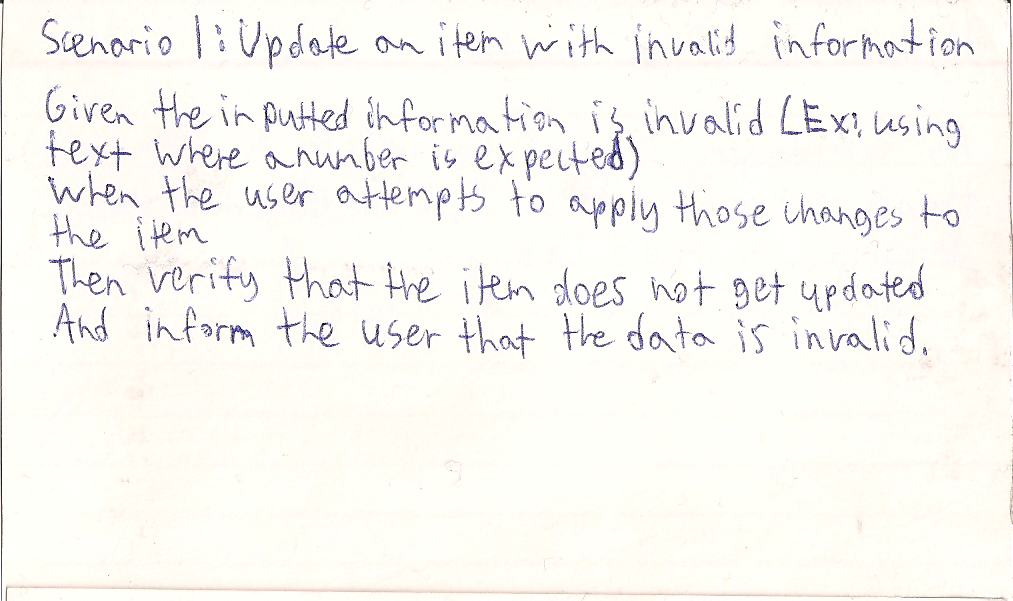 Scenario 1: Update an item with invalid information
Given the inputted information is invalid (Ex: using
text where a number is expected)
When the user attempts to apply those changes to
the item
Then verify that the item does not get updated
And inform the user that the data is invalid.